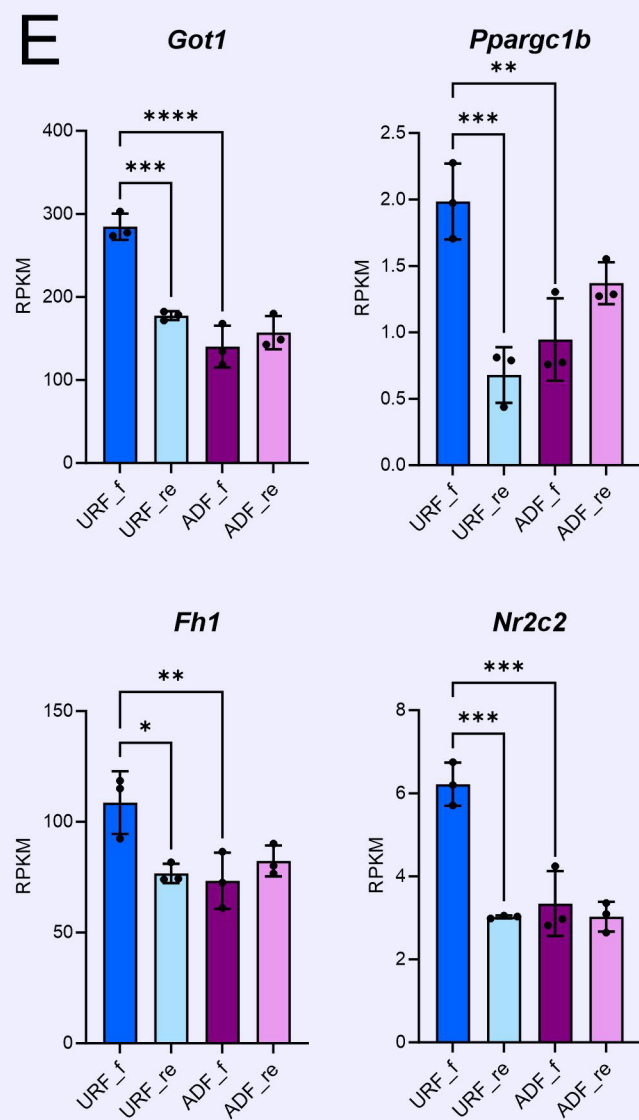 E
Got1
****
***
RPKM
400
300
200
100
0
URF_f
URF_re
ADF_f
ADF_re
Ppargc1b
**
***
RPKM
2.5
2.0
1.5
1.0
0.5
0.0
URF_f
URF_re
ADF_f
ADF_re
Fh1
**
*
RPKM
150
100
50
0
URF_f
URF_re
ADF_f
ADF_re
Nr2c2
***
***
RPKM
8
6
4
2
0
URF_f
URF_re
ADF_f
ADF_re